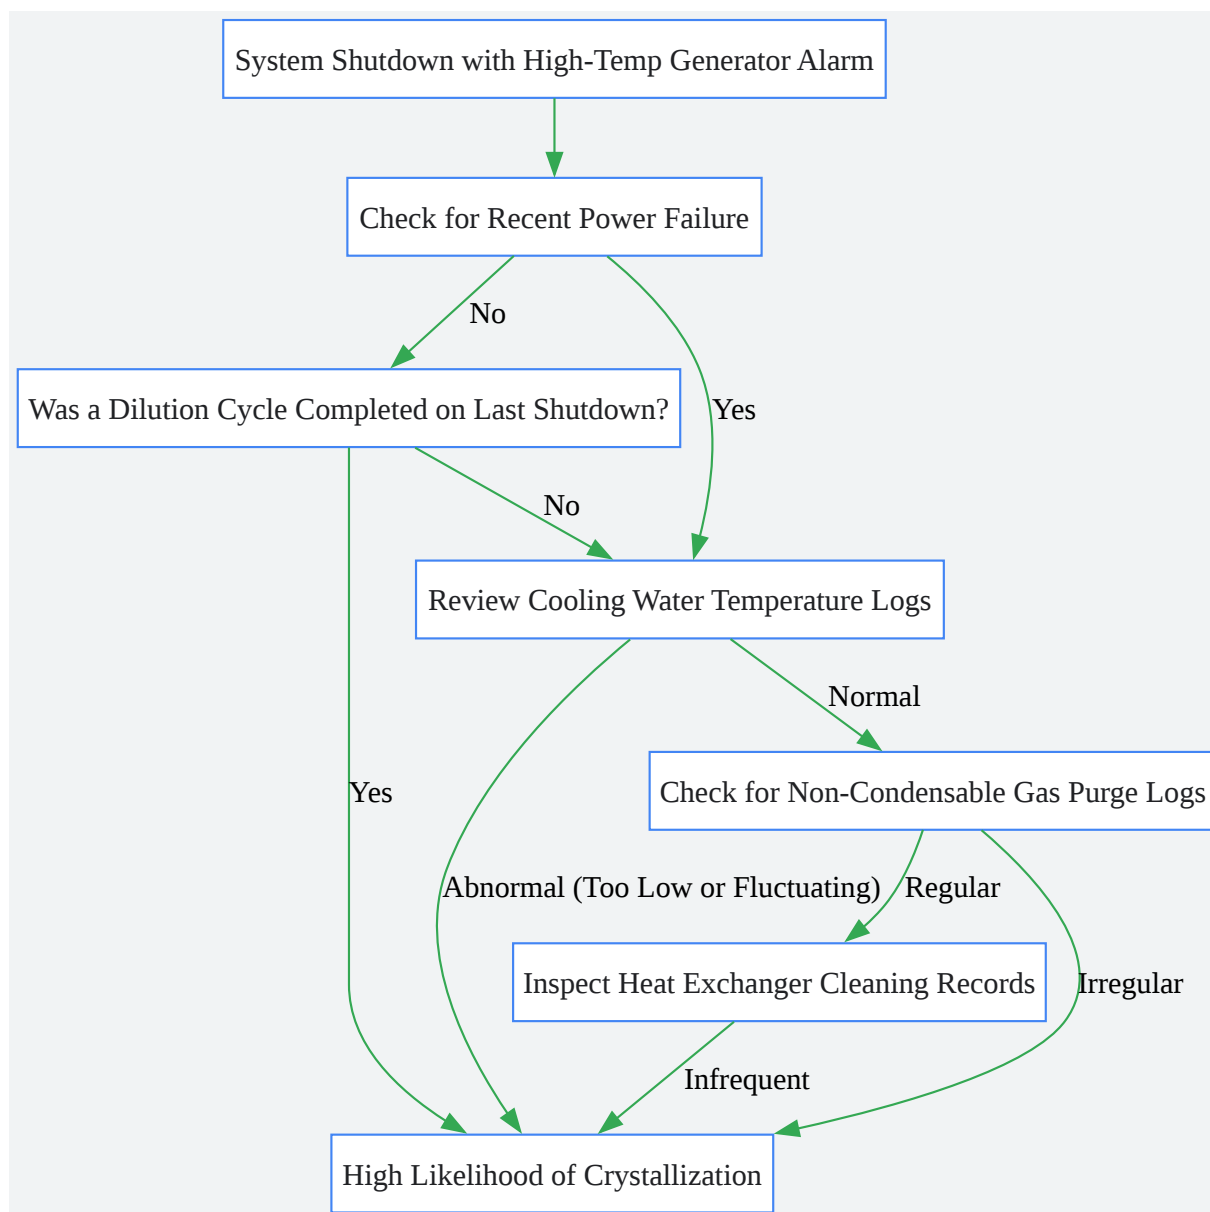 System Shutdown with High-Temp Generator Alarm
Check for Recent Power Failure
No
Was a Dilution Cycle Completed on Last Shutdown?
Yes
No
Review Cooling Water Temperature Logs
Normal
Yes
Check for Non-Condensable Gas Purge Logs
Abnormal (Too Low or Fluctuating)
Regular
Inspect Heat Exchanger Cleaning Records
Irregular
Infrequent
High Likelihood of Crystallization